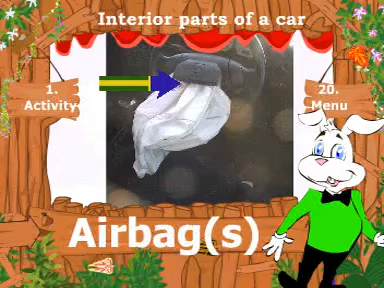 Interior parts of a car
1.
Activity
20.
Menu
Airbag(s)